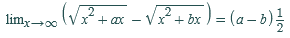 lim_{x→∞} (√(x² + ax) − √(x² + bx)) = (a − b) 1/2